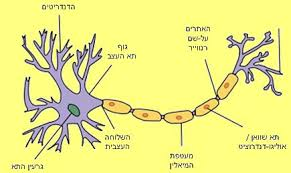 הדנדריטים
גוף
תא העצב
האתרים
על-שם
רנווייר
השלוחה
העצבית
גרעין התא
מעטפת
המיאלין
תא שוואן /
אוליגו-דנדרוציט